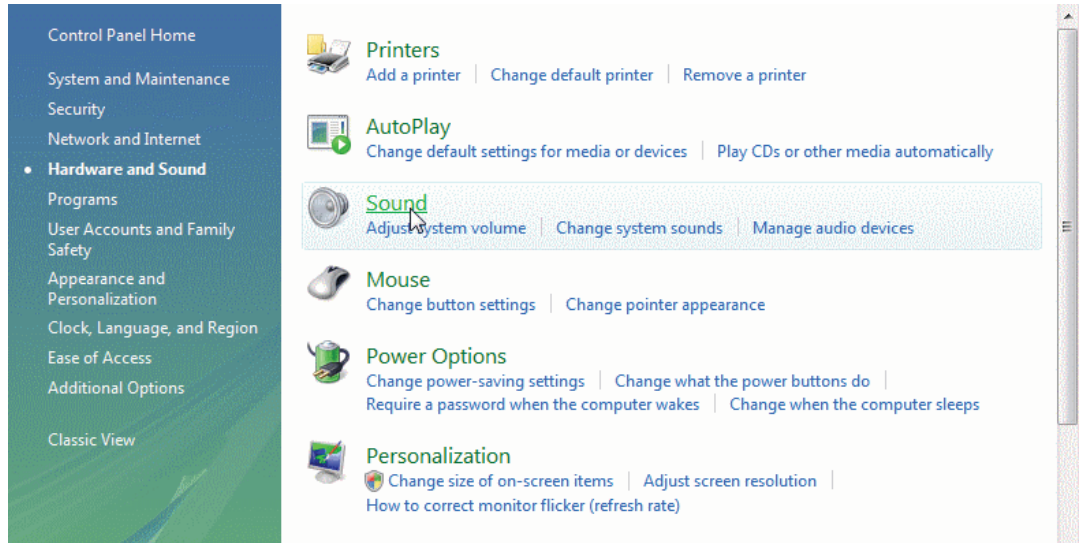 Control Panel Home
System and Maintenance
Security
Network and Internet
Hardware and Sound
Programs
User Accounts and Family
Safety
Appearance and
Personalization
Clock, Language, and Region
Ease of Access
Additional Options
Classic View
Printers
Add a printer | Change default printer | Remove a printer
AutoPlay
Change default settings for media or devices | Play CDs or other media automatically
Sound
Adjust system volume | Change system sounds | Manage audio devices
Mouse
Change button settings | Change pointer appearance
Power Options
Change power-saving settings | Change what the power buttons do |
Require a password when the computer wakes | Change when the computer sleeps
Personalization
Change size of on-screen items | Adjust screen resolution |
How to correct monitor flicker (refresh rate)